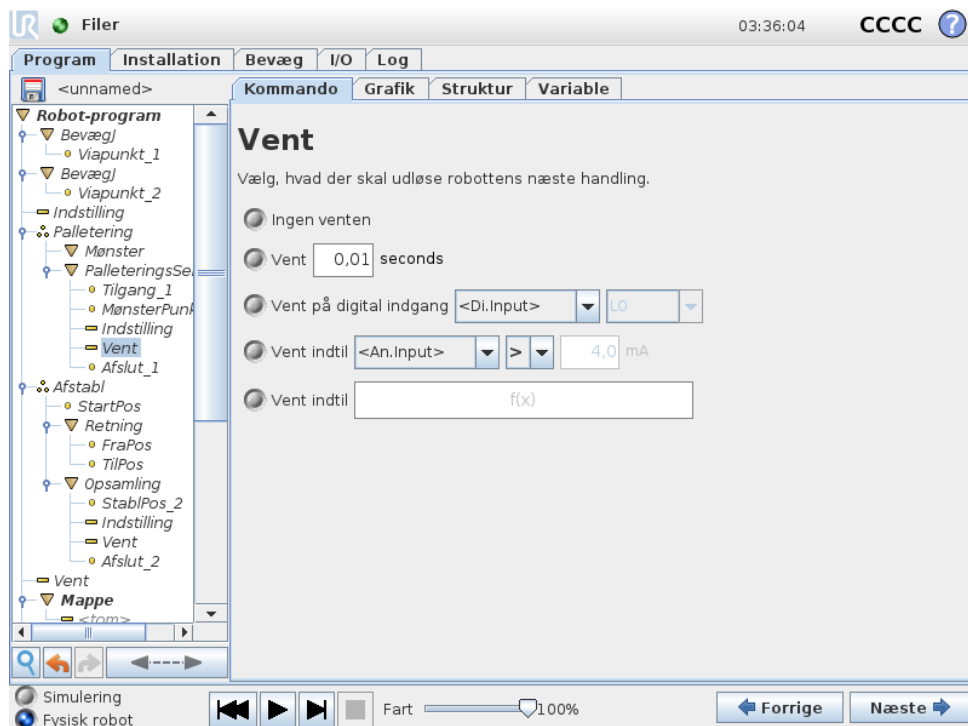 UR Filer 03:36:04 CCCC ?
Program Installation Bevæg I/O Log
<unnamed>
Kommando Grafik Struktur Variable
Robot-program
BevægJ
Viapunkt_1
BevægJ
Viapunkt_2
Indstilling
Palletering
Mønster
PalleteringsSe
Tilgang_1
MønsterPunk
Indstilling
Vent
Afslut_1
Afstabl
StartPos
Retning
FraPos
TilPos
Opsamling
StablPos_2
Indstilling
Vent
Afslut_2
Vent
Mappe
<tom>
Vent
Vælg, hvad der skal udløse robottens næste handling.
Ingen venten
Vent 0,01 seconds
Vent på digital indgang <Di.Input> LO
Vent indtil <An.Input> > 4,0 mA
Vent indtil f(x)
Simulering
Fysisk robot
Fart 100%
Forrige Næste